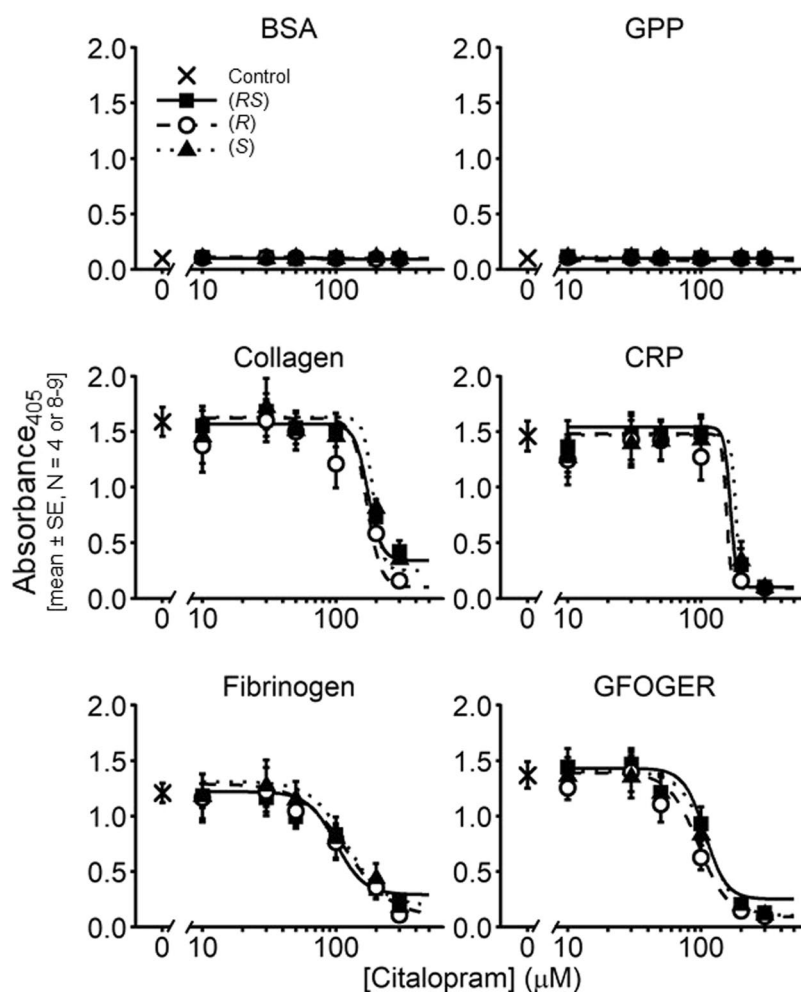 BSA
GPP
2.0
1.5
1.0
0.5
0.0
Control
(RS)
(R)
(S)
0 10 100
2.0
1.5
1.0
0.5
0.0
0 10 100
Collagen
CRP
2.0
1.5
1.0
0.5
0.0
0 10 100
2.0
1.5
1.0
0.5
0.0
0 10 100
Fibrinogen
GFOGER
2.0
1.5
1.0
0.5
0.0
0 10 100
2.0
1.5
1.0
0.5
0.0
0 10 100
Absorbance405
[mean ± SE, N = 4 or 8-9]
[Citalopram] (μM)